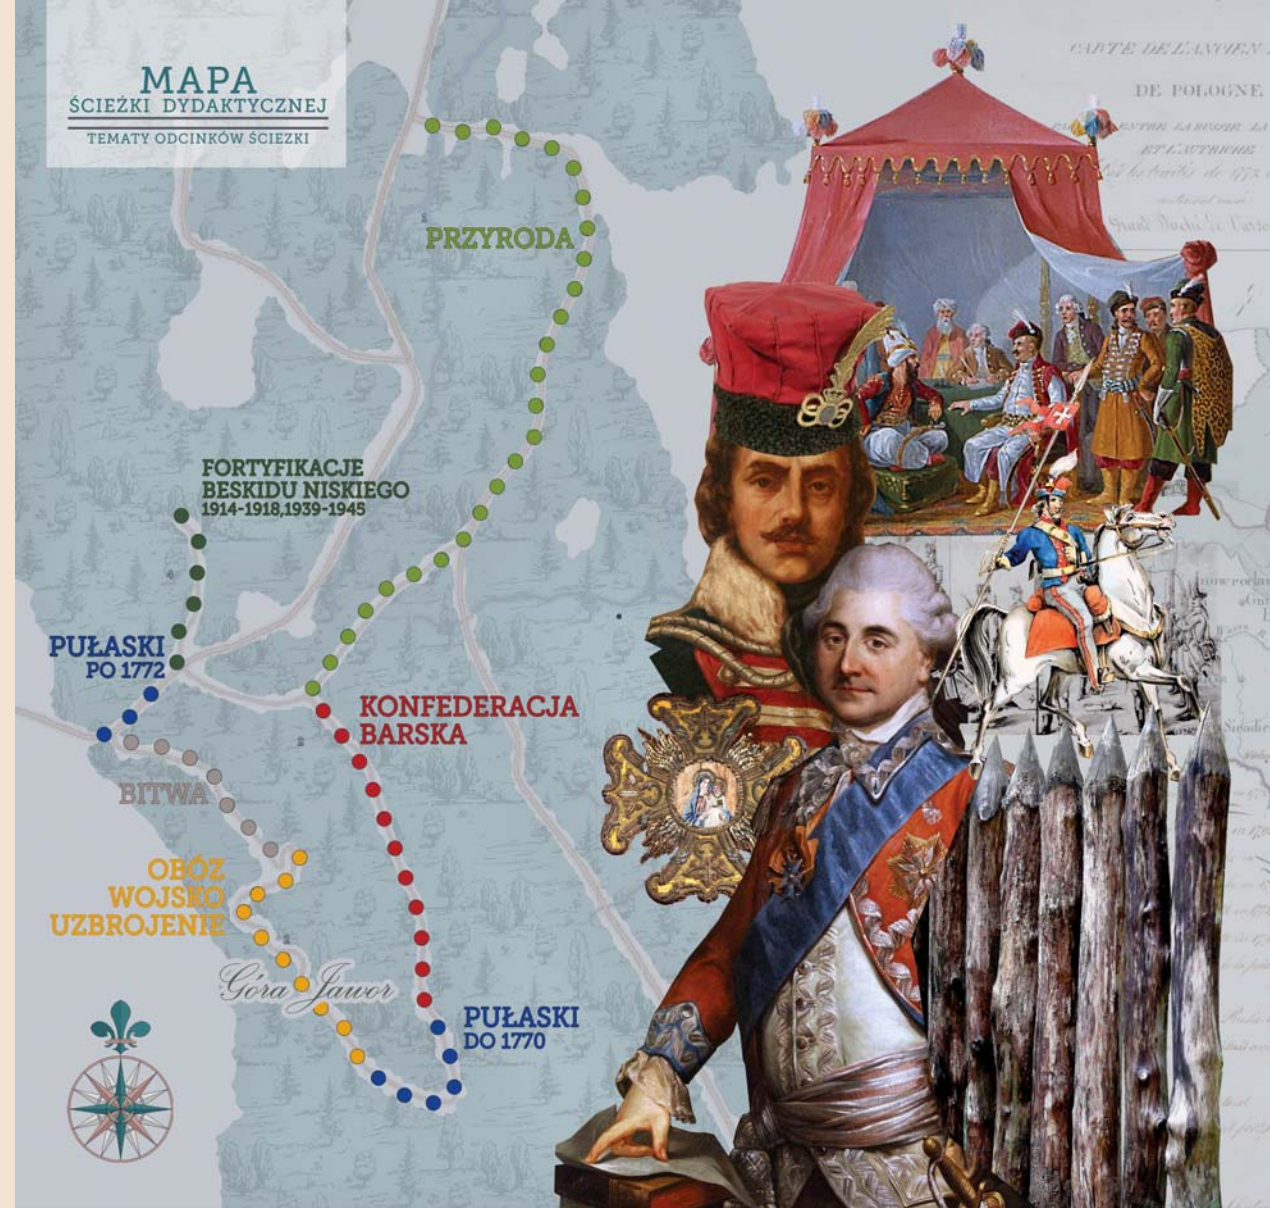 MAPA
ŚCIEŻKI DYDAKTYCZNEJ
TEMATY ODCINKÓW ŚCIEZKI
CARTE DE L'ANCIEN
DE POLOGNE
PRZYRODA
FORTYFIKACJE
BESKIDU NISKIEGO
1914-1918,1939-1945
PUŁASKI
PO 1772
KONFEDERACJA
BARSKA
BITWA
OBÓZ
WOJSKO
UZBROJENIE
Góra Jawor
PUŁASKI
DO 1770